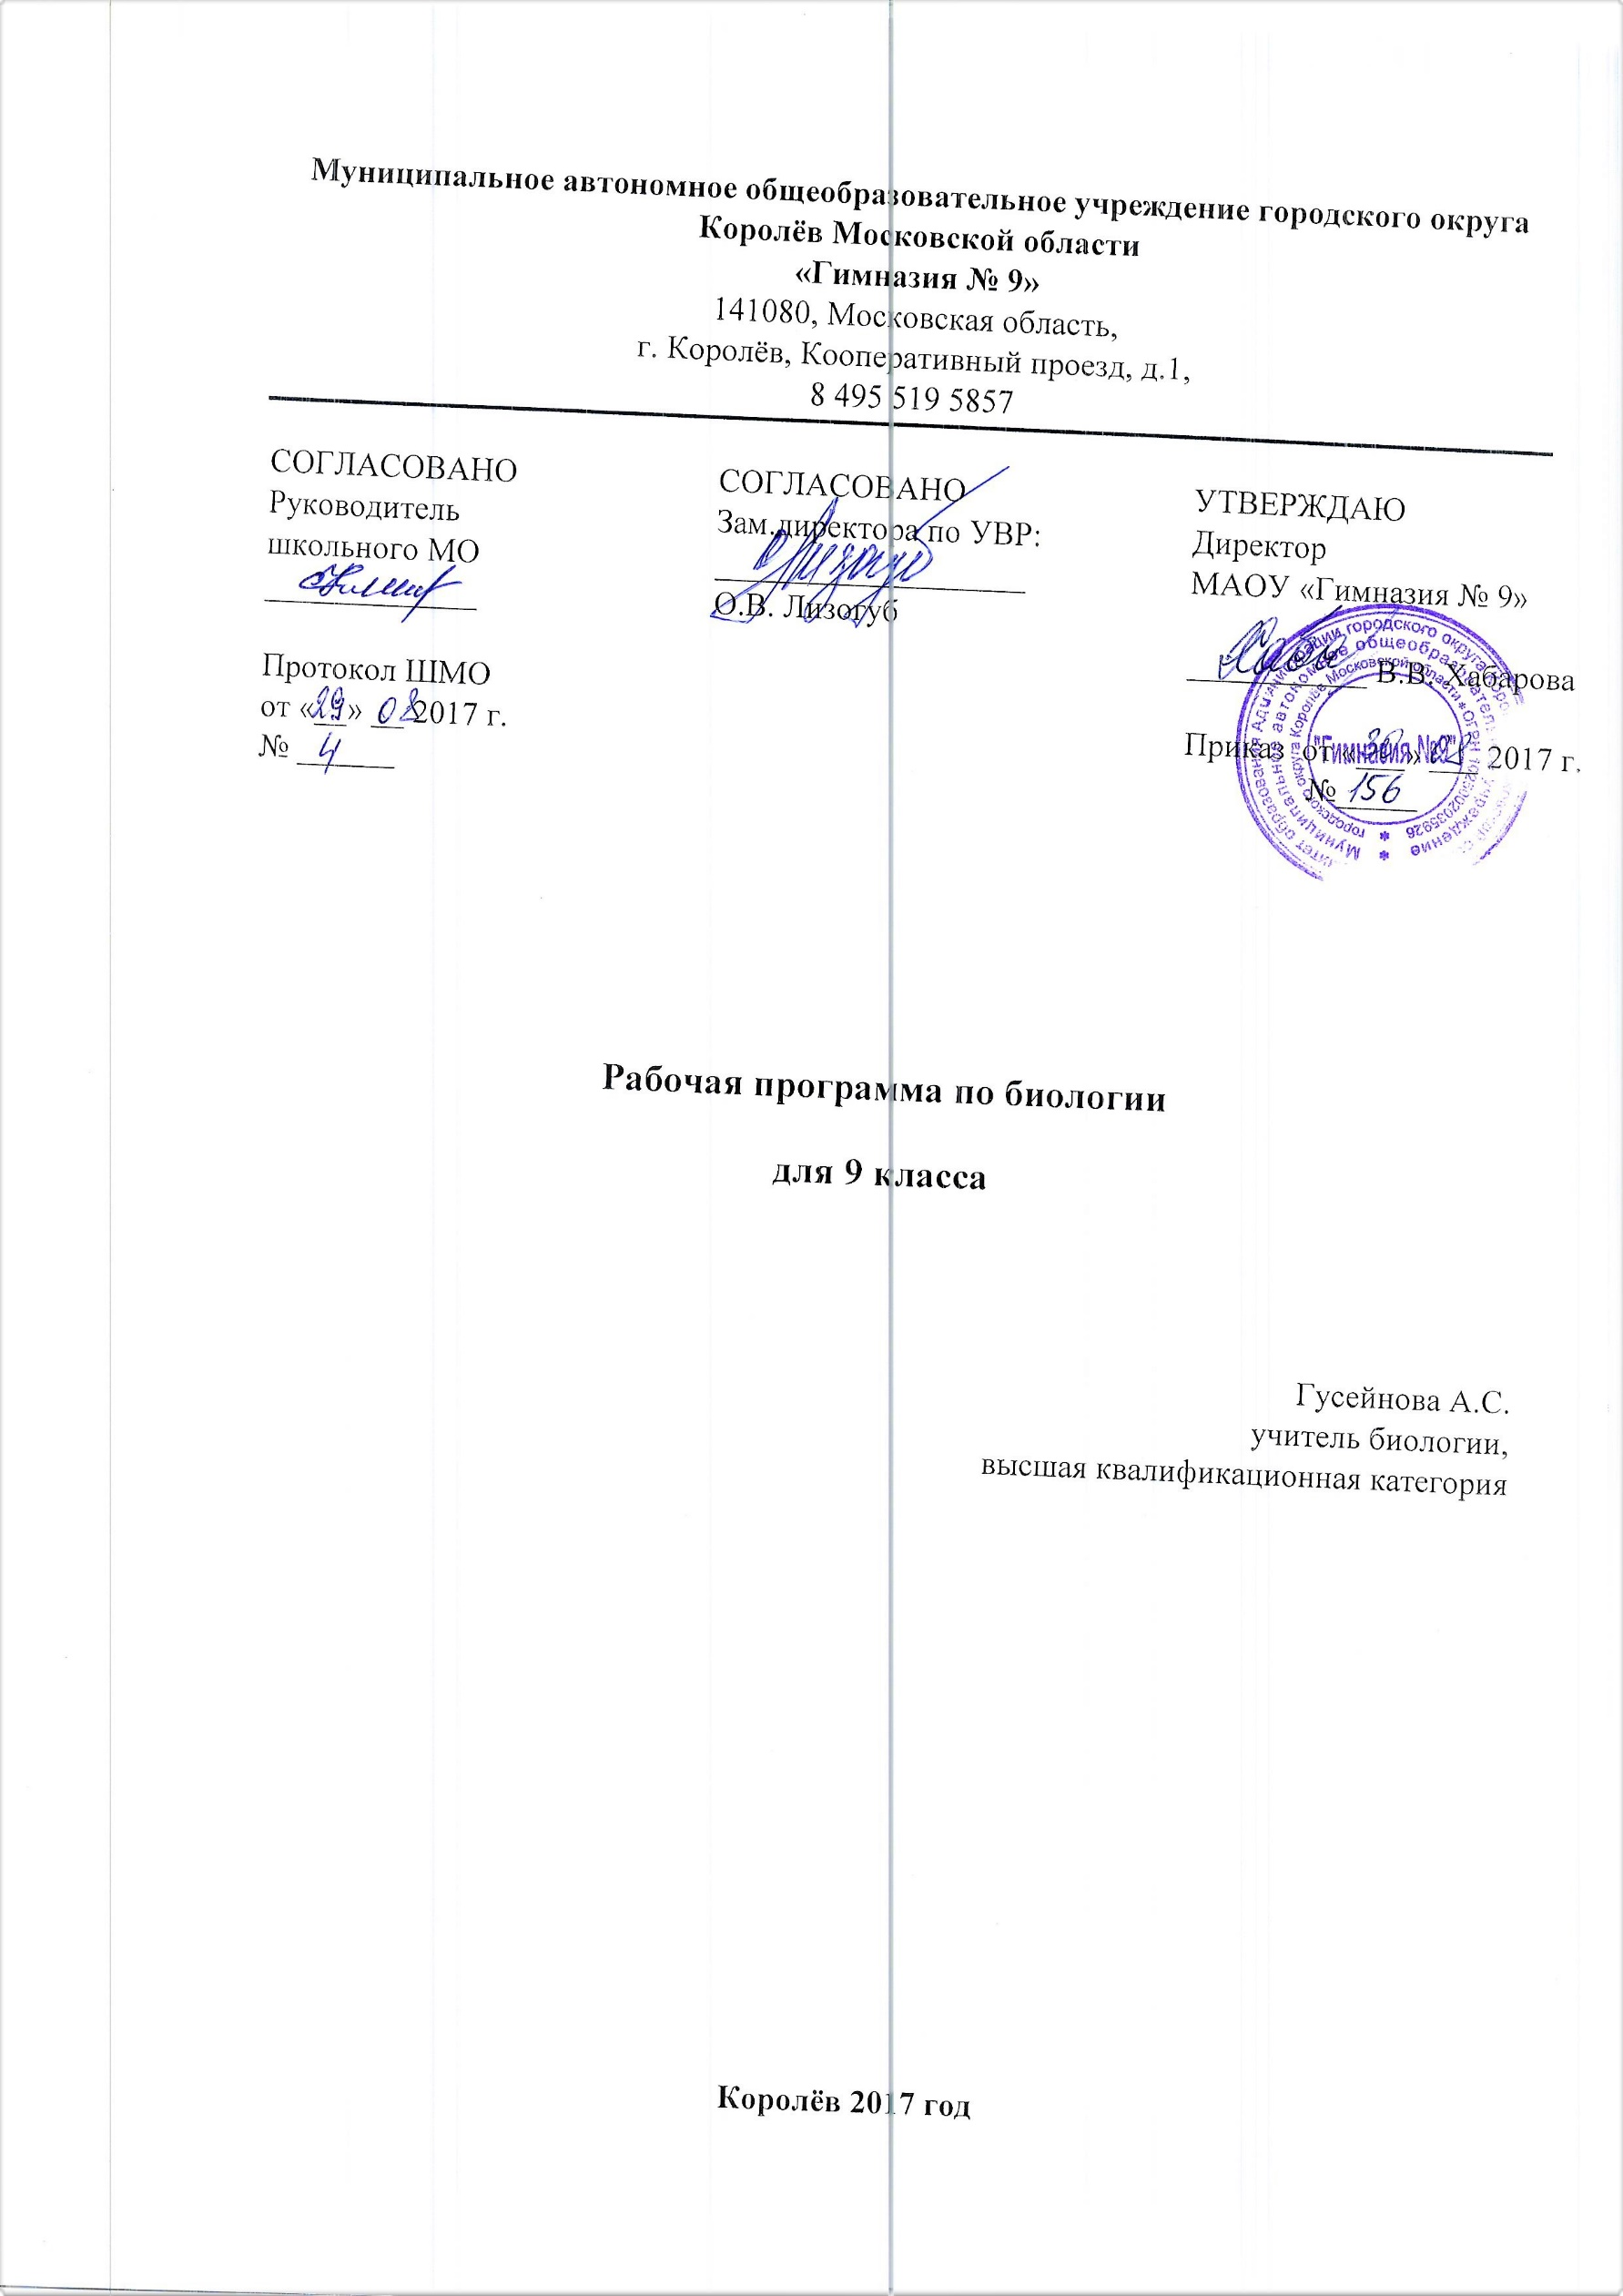 Муниципальное автономное общеобразовательное учреждение городского округа
Королёв Московской области
«Гимназия № 9»
141080, Московская область,
г. Королёв, Кооперативный проезд, д.1,
8 495 519 5857
СОГЛАСОВАНО
Руководитель
школьного МО
Протокол ШМО
от «29» 08 2017 г.
№ 4
СОГЛАСОВАНО
Зам.директора по УВР:
О.В. Лизогуб
УТВЕРЖДАЮ
Директор
МАОУ «Гимназия № 9»
В.В. Хабарова
Приказ от «30» 2017 г.
№ 156
"Гимназия №9"
Рабочая программа по биологии
для 9 класса
Гусейнова А.С.
учитель биологии,
высшая квалификационная категория
Королёв 2017 год